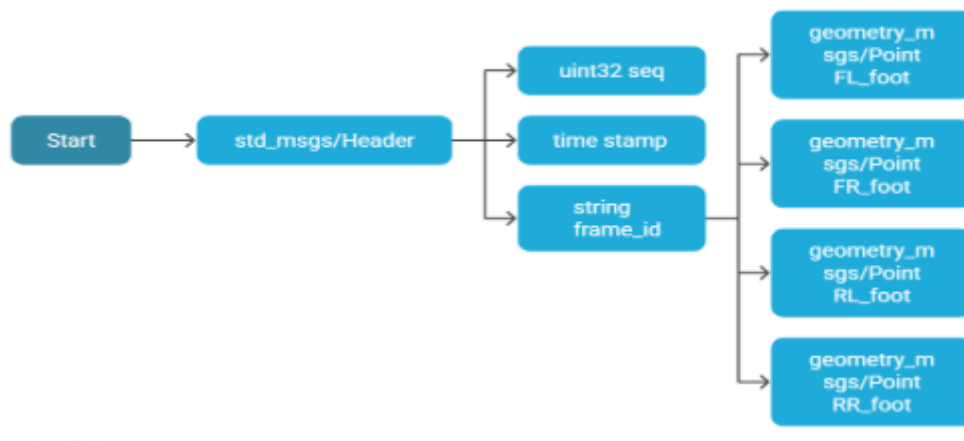 Start
std_msgs/Header
uint32 seq
time stamp
string
frame_id
geometry_m
sgs/Point
FL_foot
geometry_m
sgs/Point
FR_foot
geometry_m
sgs/Point
RL_foot
geometry_m
sgs/Point
RR_foot